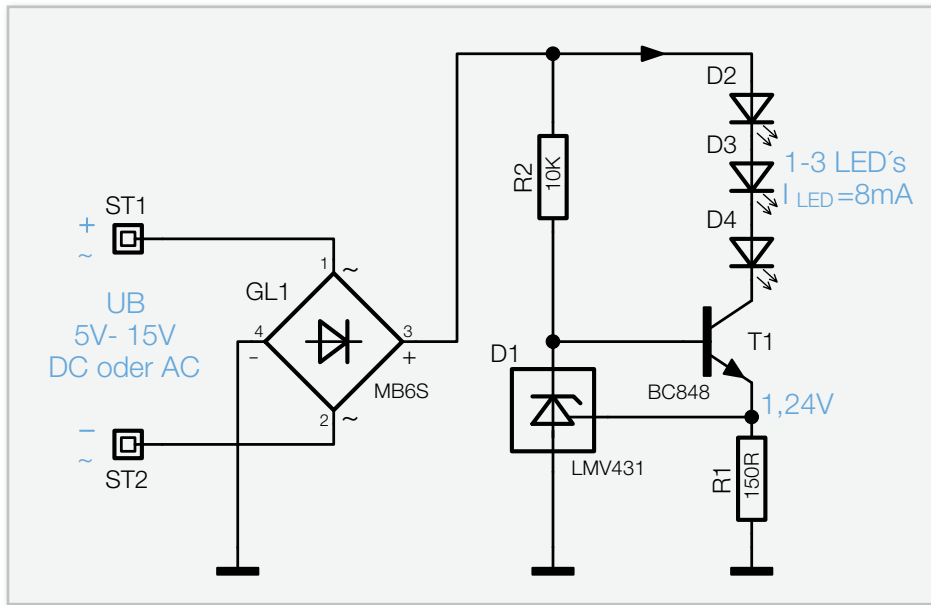 ST1
+
~
UB
5V- 15V
DC oder AC
−
~
ST2
GL1
1
~
4
−
3
+
2
~
MB6S
R2
10K
D1
LMV431
D2
D3
D4
1-3 LED´s
I LED =8mA
T1
BC848
1,24V
R1
150R